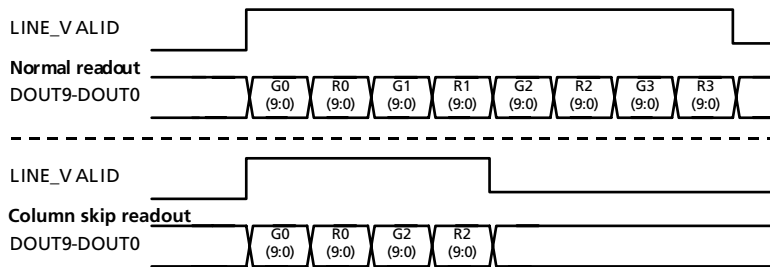 LINE_V ALID
Normal readout
DOUT9-DOUT0
G0 R0 G1 R1 G2 R2 G3 R3
(9:0) (9:0) (9:0) (9:0) (9:0) (9:0) (9:0) (9:0)
LINE_V ALID
Column skip readout
DOUT9-DOUT0
G0 R0 G2 R2
(9:0) (9:0) (9:0) (9:0)